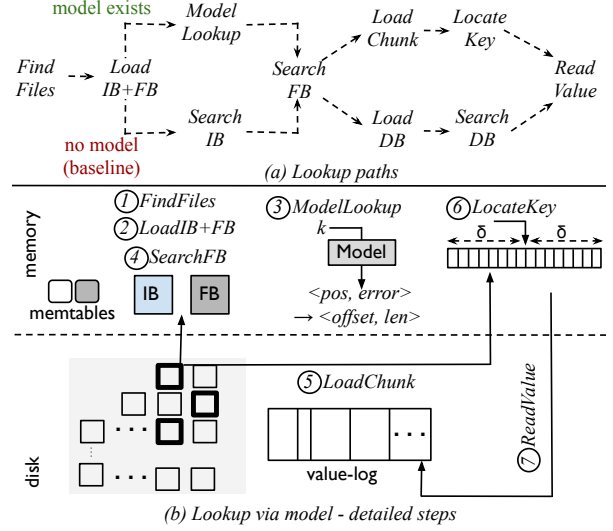 model exists
Model
Lookup
Load
Chunk
Locate
Key
Find
Files
Load
IB+FB
Search
FB
Read
Value
Search
IB
Load
DB
Search
DB
no model
(baseline)
(a) Lookup paths
memory
1 FindFiles
2 LoadIB+FB
4 SearchFB
3 ModelLookup
k
Model
<pos, error>
→ <offset, len>
6 LocateKey
δ δ
memtables
IB
FB
disk
5 LoadChunk
value-log
7 ReadValue
(b) Lookup via model - detailed steps